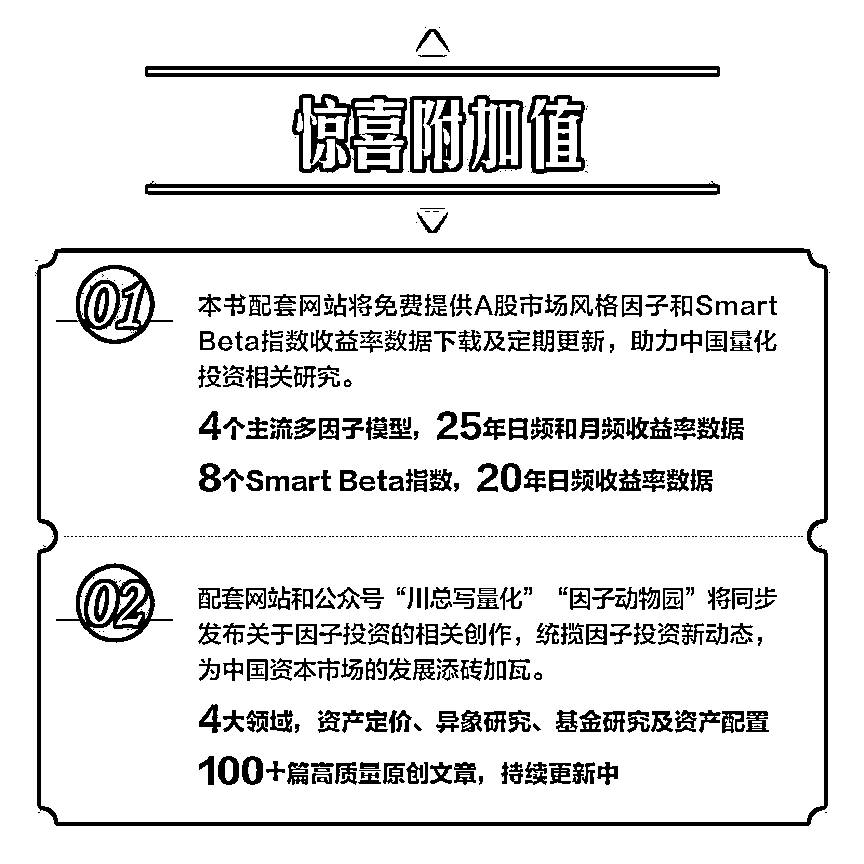 惊喜附加值
01
本书配套网站将免费提供A股市场风格因子和Smart
Beta指数收益率数据下载及定期更新，助力中国量化
投资相关研究。
4个主流多因子模型，25年日频和月频收益率数据
8个Smart Beta指数，20年日频收益率数据
02
配套网站和公众号“川总写量化”“因子动物园”将同步
发布关于因子投资的相关创作，统揽因子投资新动态，
为中国资本市场的发展添砖加瓦。
4大领域，资产定价、异象研究、基金研究及资产配置
100+篇高质量原创文章，持续更新中